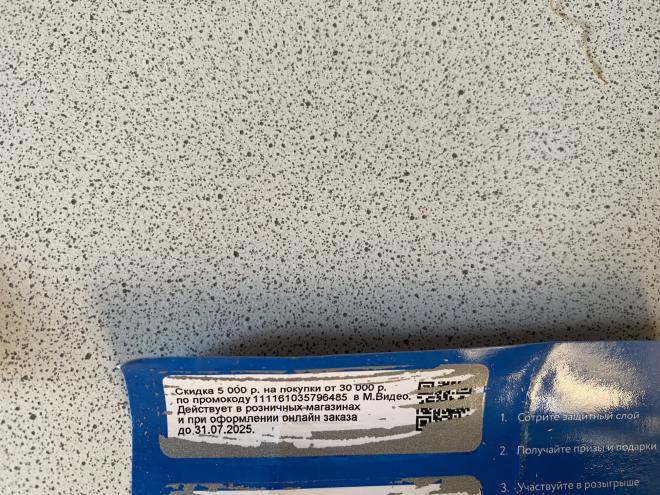 Скидка 5 000 р. на покупки от 30 000 р.
по промокоду 111161035796485 в М.Видео.
Действует в розничных магазинах
и при оформлении онлайн заказа
до 31.07.2025.
1. Сотрите защитный слой
2. Получайте призы и подарки
3. Участвуйте в розыгрыше